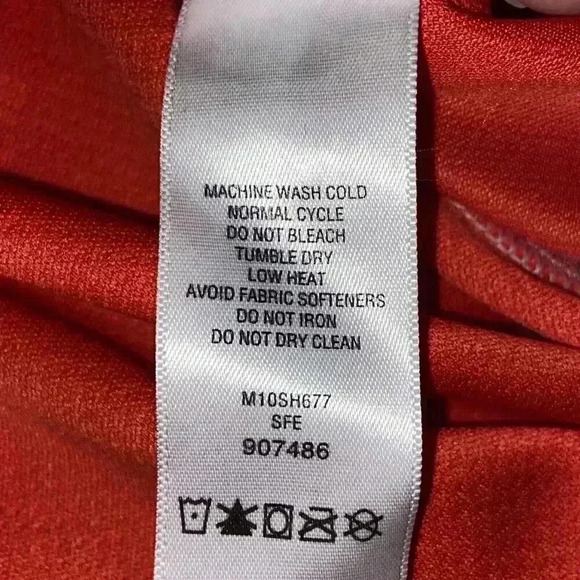 MACHINE WASH COLD
NORMAL CYCLE
DO NOT BLEACH
TUMBLE DRY
LOW HEAT
AVOID FABRIC SOFTENERS
DO NOT IRON
DO NOT DRY CLEAN
M10SH677
SFE
907486